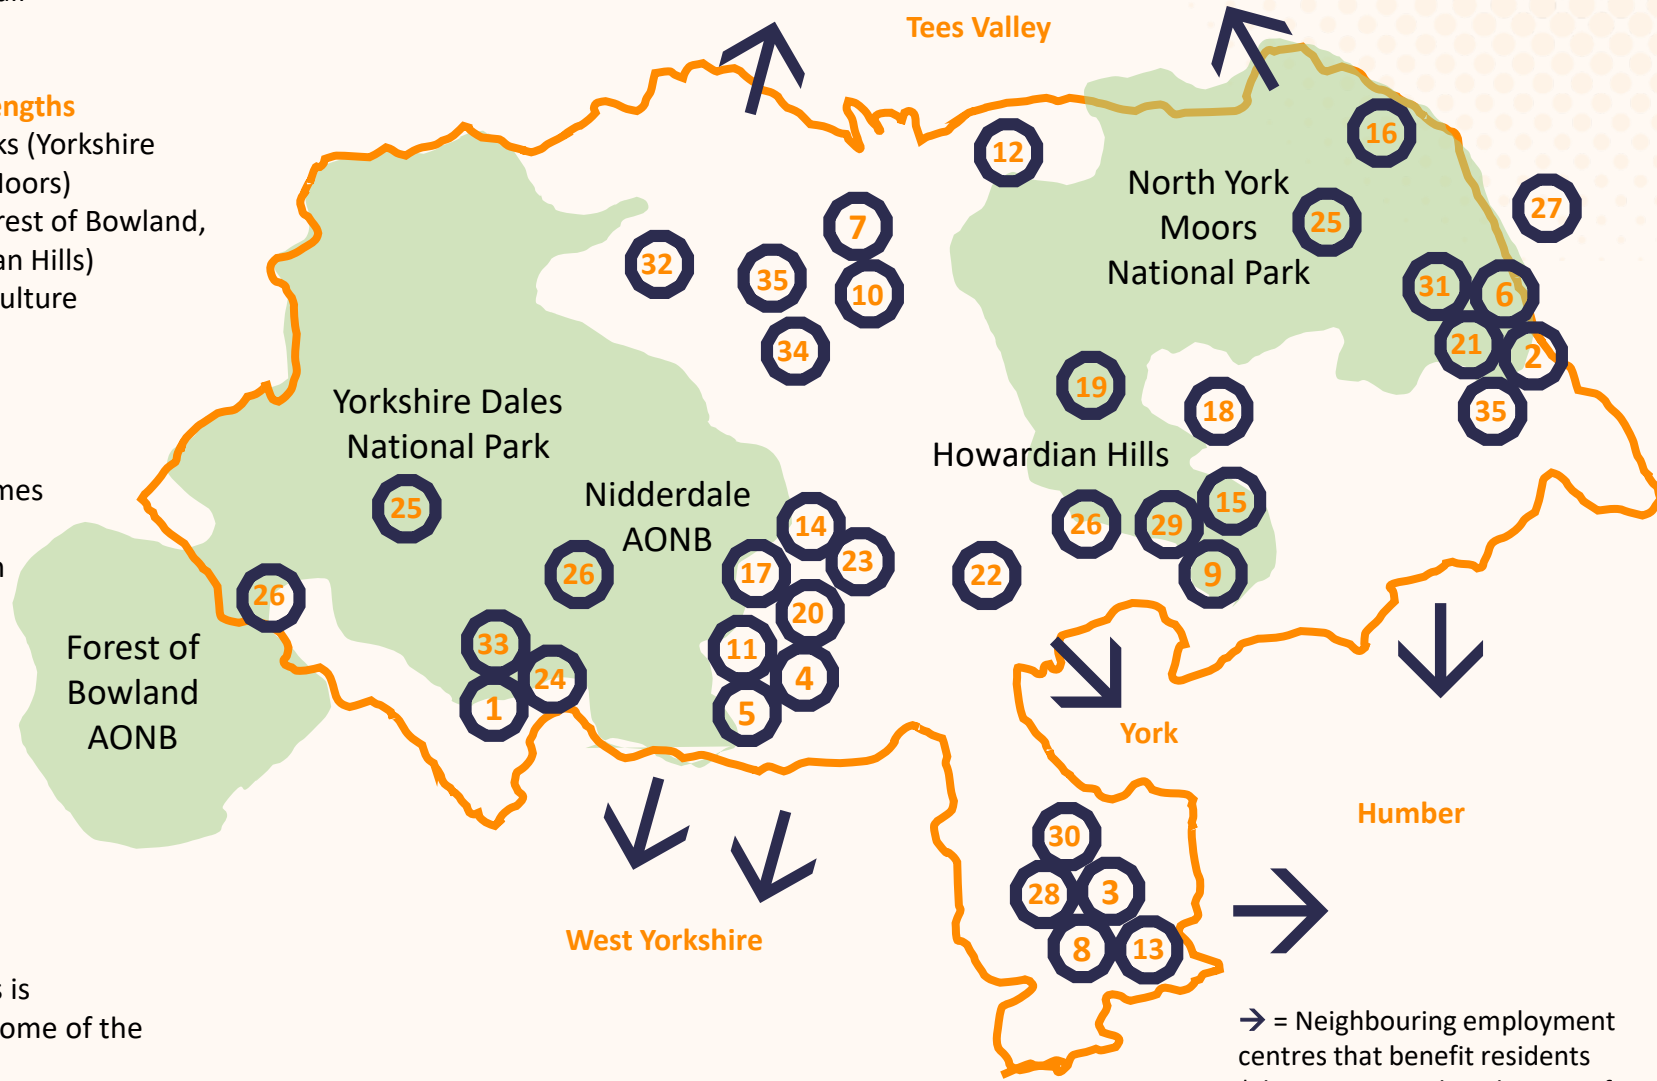 engths
ks (Yorkshire
Moors)
rest of Bowland,
an Hills)
ulture
mes
s is
ome of the
Tees Valley
16
12
North York
Moors
National Park
27
25
7
32
35
10
31
6
34
21
2
19
18
35
Yorkshire Dales
National Park
Howardian Hills
25
Nidderdale
AONB
14
26
29
15
23
17
26
22
9
26
20
Forest of
Bowland
AONB
33
11
24
4
1
5
York
Humber
30
28
3
West Yorkshire
8
13
→ = Neighbouring employment
centres that benefit residents